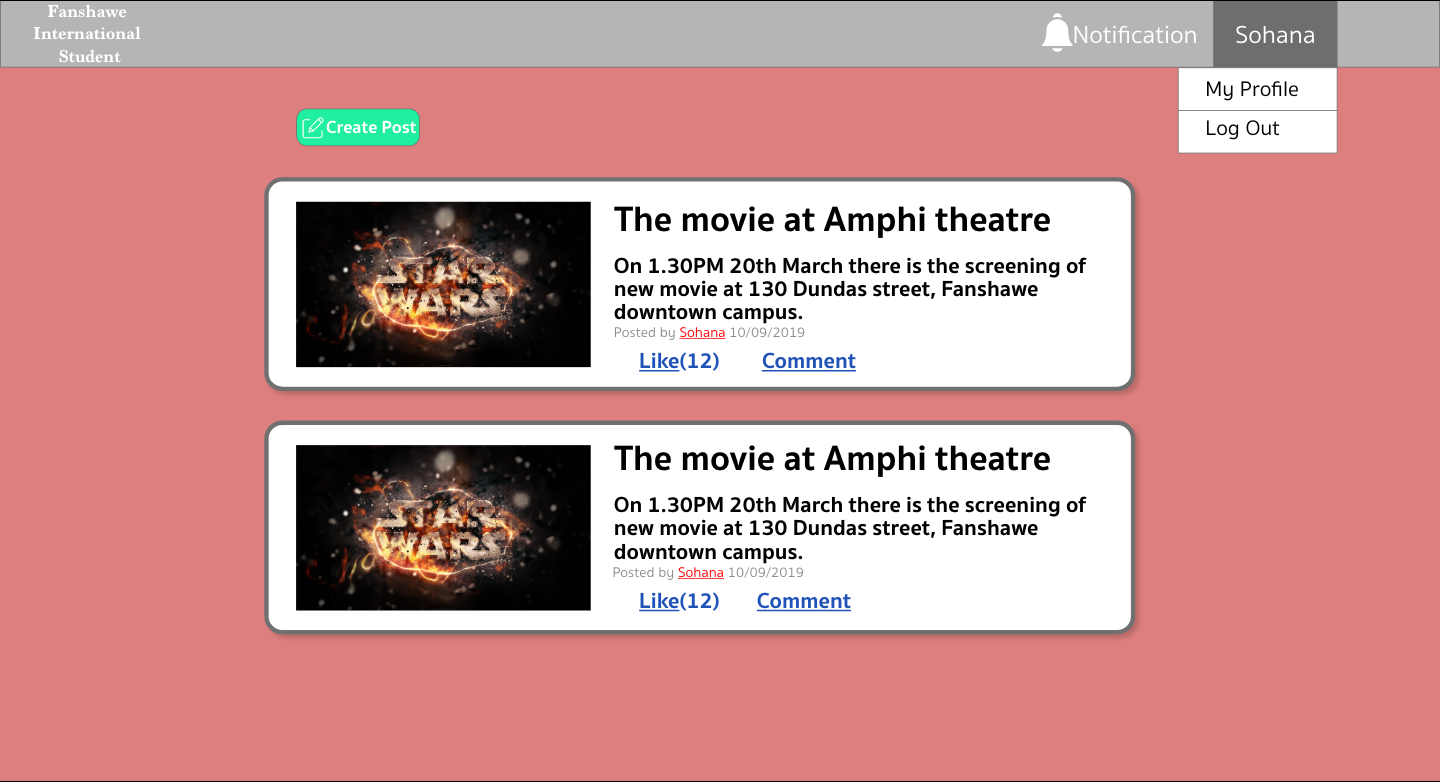 Fanshawe
International
Student
Notification
Sohana
My Profile
Log Out
Create Post
STAR
WARS
The movie at Amphi theatre
On 1.30PM 20th March there is the screening of
new movie at 130 Dundas street, Fanshawe
downtown campus.
Posted by Sohana 10/09/2019
Like(12) Comment
STAR
WARS
The movie at Amphi theatre
On 1.30PM 20th March there is the screening of
new movie at 130 Dundas street, Fanshawe
downtown campus.
Posted by Sohana 10/09/2019
Like(12) Comment